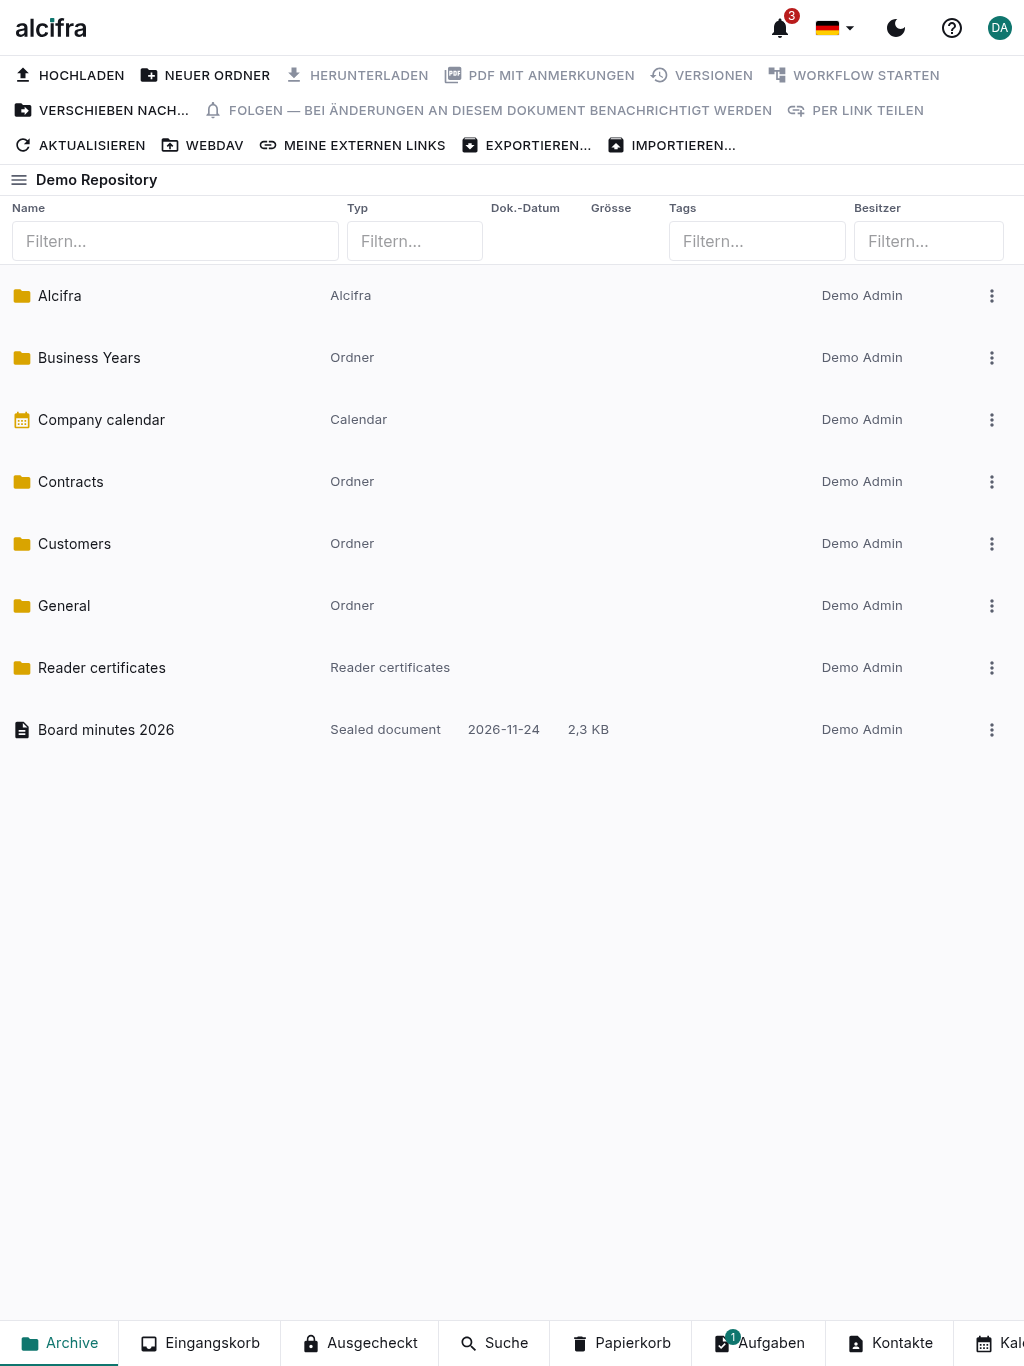 alcifra
3 DA
HOCHLADEN NEUER ORDNER HERUNTERLADEN PDF MIT ANMERKUNGEN VERSIONEN WORKFLOW STARTEN
VERSCHIEBEN NACH... FOLGEN — BEI ÄNDERUNGEN AN DIESEM DOKUMENT BENACHRICHTIGT WERDEN PER LINK TEILEN
AKTUALISIEREN WEBDAV MEINE EXTERNEN LINKS EXPORTIEREN... IMPORTIEREN...
Demo Repository
Name Typ Dok.-Datum Grösse Tags Besitzer
Filtern... Filtern... Filtern... Filtern...
Alcifra Alcifra Demo Admin
Business Years Ordner Demo Admin
Company calendar Calendar Demo Admin
Contracts Ordner Demo Admin
Customers Ordner Demo Admin
General Ordner Demo Admin
Reader certificates Reader certificates Demo Admin
Board minutes 2026 Sealed document 2026-11-24 2,3 KB Demo Admin
Archive Eingangskorb Ausgecheckt Suche Papierkorb 1 Aufgaben Kontakte